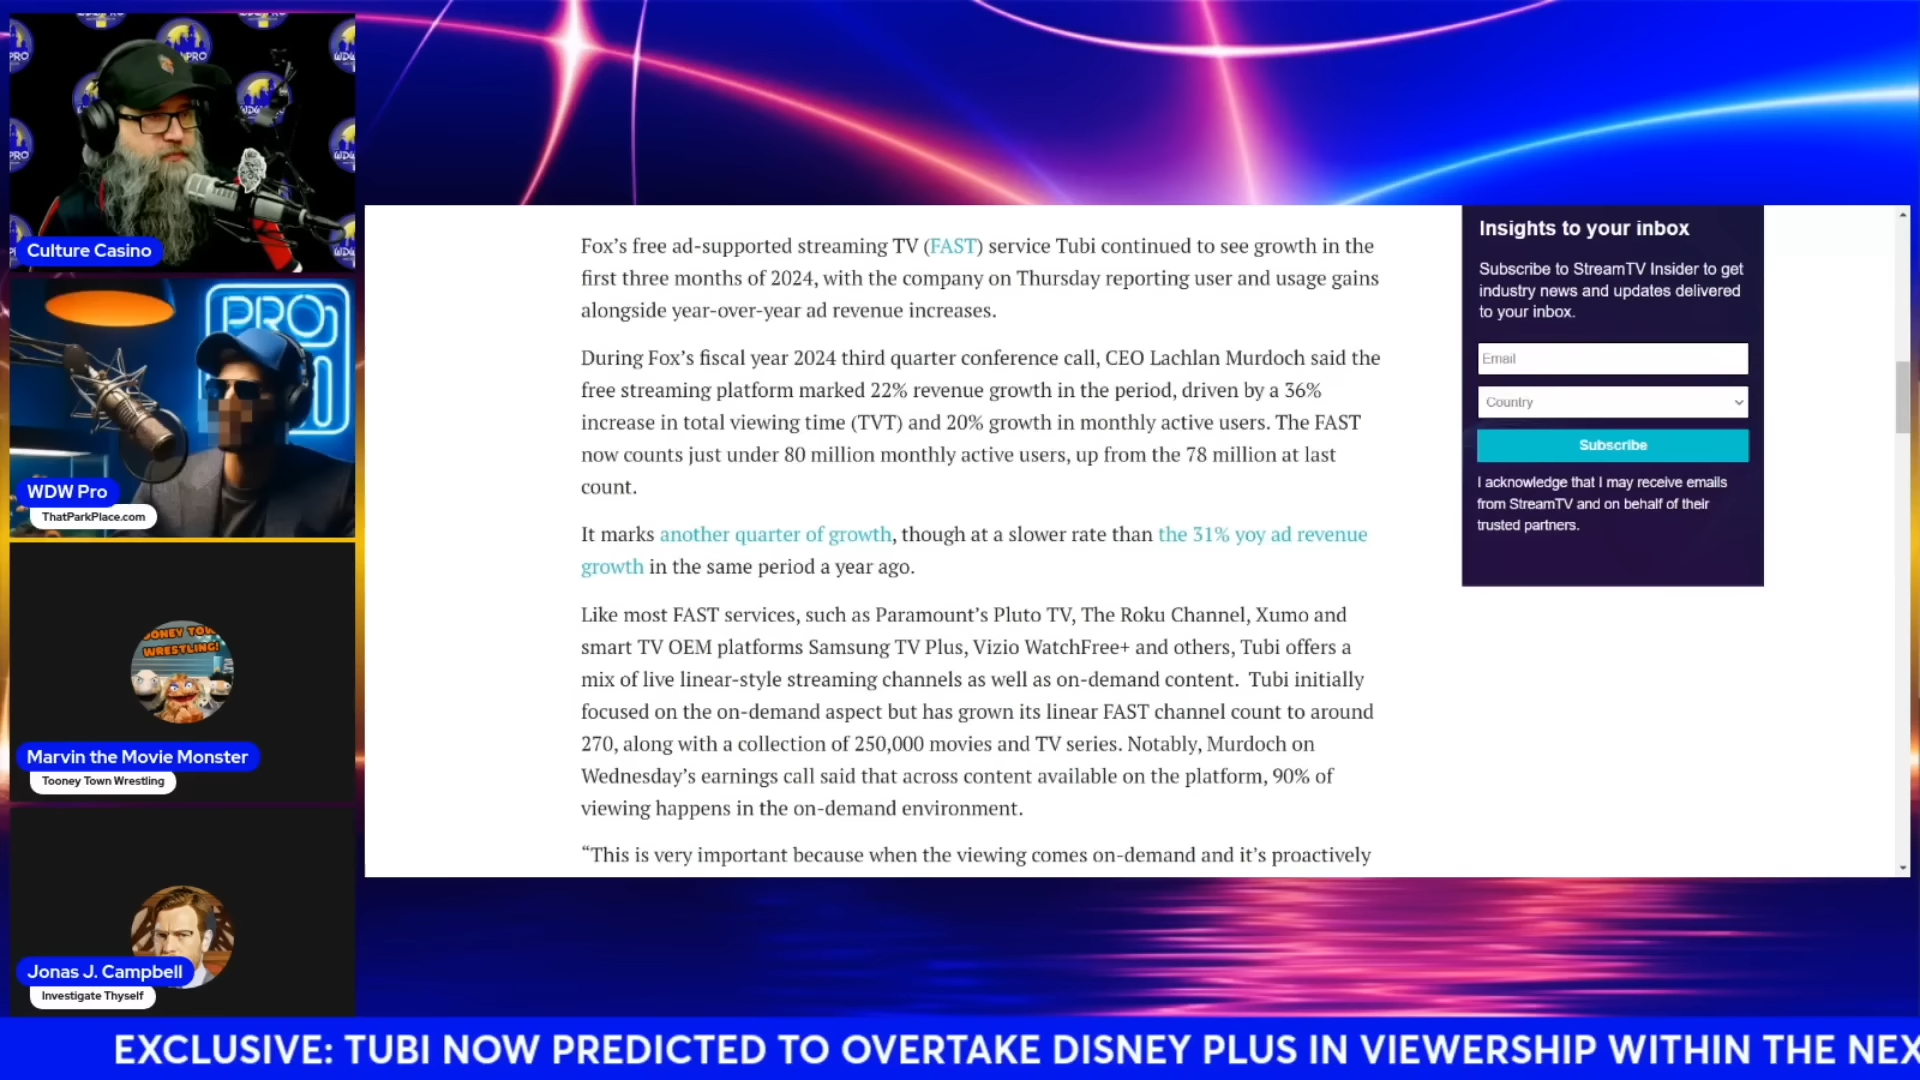 Culture Casino
PRO
WDW Pro
ThatParkPlace.com
TOONEY TOWN
WRESTLING!
Marvin the Movie Monster
Tooney Town Wrestling
Jonas J. Campbell
Investigate Thyself
Fox’s free ad-supported streaming TV (FAST) service Tubi continued to see growth in the
first three months of 2024, with the company on Thursday reporting user and usage gains
alongside year-over-year ad revenue increases.
During Fox’s fiscal year 2024 third quarter conference call, CEO Lachlan Murdoch said the
free streaming platform marked 22% revenue growth in the period, driven by a 36%
increase in total viewing time (TVT) and 20% growth in monthly active users. The FAST
now counts just under 80 million monthly active users, up from the 78 million at last
count.
It marks another quarter of growth, though at a slower rate than the 31% yoy ad revenue
growth in the same period a year ago.
Like most FAST services, such as Paramount’s Pluto TV, The Roku Channel, Xumo and
smart TV OEM platforms Samsung TV Plus, Vizio WatchFree+ and others, Tubi offers a
mix of live linear-style streaming channels as well as on-demand content. Tubi initially
focused on the on-demand aspect but has grown its linear FAST channel count to around
270, along with a collection of 250,000 movies and TV series. Notably, Murdoch on
Wednesday’s earnings call said that across content available on the platform, 90% of
viewing happens in the on-demand environment.
“This is very important because when the viewing comes on-demand and it’s proactively
Insights to your inbox
Subscribe to StreamTV Insider to get
industry news and updates delivered
to your inbox.
Email
Country
Subscribe
I acknowledge that I may receive emails
from StreamTV and on behalf of their
trusted partners.
EXCLUSIVE: TUBI NOW PREDICTED TO OVERTAKE DISNEY PLUS IN VIEWERSHIP WITHIN THE NEX